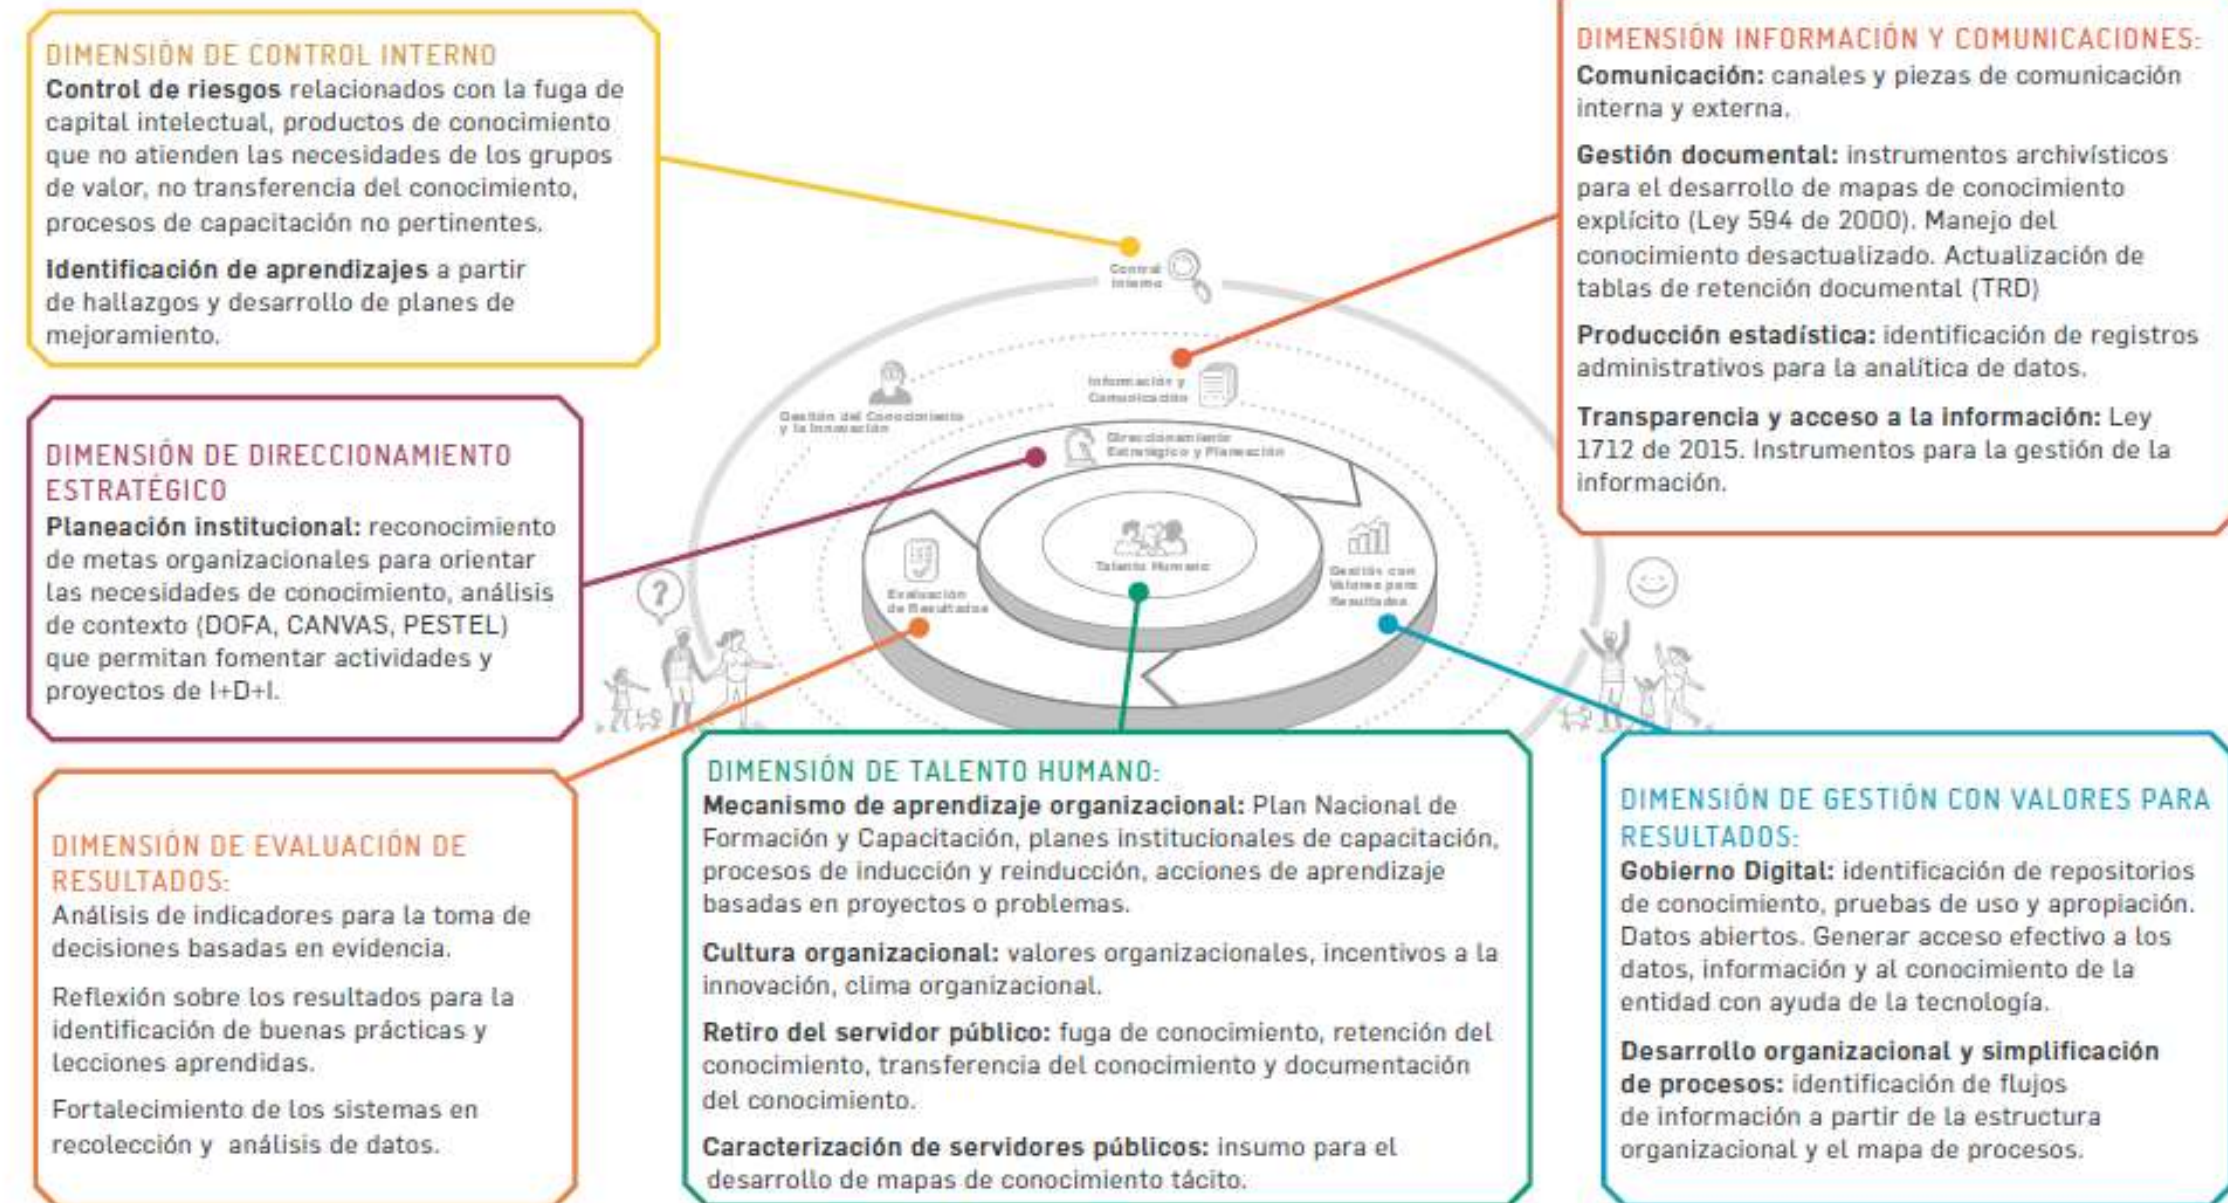 DIMENSIÓN DE CONTROL INTERNO
Control de riesgos relacionados con la fuga de
capital intelectual, productos de conocimiento
que no atienden las necesidades de los grupos
de valor, no transferencia del conocimiento,
procesos de capacitación no pertinentes.
Identificación de aprendizajes a partir
de hallazgos y desarrollo de planes de
mejoramiento.
DIMENSIÓN DE DIRECCIONAMIENTO
ESTRATÉGICO
Planeación institucional: reconocimiento
de metas organizacionales para orientar
las necesidades de conocimiento, análisis
de contexto (DOFA, CANVAS, PESTEL)
que permitan fomentar actividades y
proyectos de I+D+I.
DIMENSIÓN DE EVALUACIÓN DE
RESULTADOS:
Análisis de indicadores para la toma de
decisiones basadas en evidencia.
Reflexión sobre los resultados para la
identificación de buenas prácticas y
lecciones aprendidas.
Fortalecimiento de los sistemas en
recolección y análisis de datos.
Control
Interno
Información y
Comunicación
Gestión del Conocimiento
y la Innovación
Direccionamiento
Estratégico y Planeación
Talento Humano
Evaluación
de Resultados
Gestión con
Valores para
Resultados
?
DIMENSIÓN DE TALENTO HUMANO:
Mecanismo de aprendizaje organizacional: Plan Nacional de
Formación y Capacitación, planes institucionales de capacitación,
procesos de inducción y reinducción, acciones de aprendizaje
basadas en proyectos o problemas.
Cultura organizacional: valores organizacionales, incentivos a la
innovación, clima organizacional.
Retiro del servidor público: fuga de conocimiento, retención del
conocimiento, transferencia del conocimiento y documentación
del conocimiento.
Caracterización de servidores públicos: insumo para el
desarrollo de mapas de conocimiento tácito.
DIMENSIÓN INFORMACIÓN Y COMUNICACIONES:
Comunicación: canales y piezas de comunicación
interna y externa.
Gestión documental: instrumentos archivísticos
para el desarrollo de mapas de conocimiento
explícito (Ley 594 de 2000). Manejo del
conocimiento desactualizado. Actualización de
tablas de retención documental (TRD)
Producción estadística: identificación de registros
administrativos para la analítica de datos.
Transparencia y acceso a la información: Ley
1712 de 2015. Instrumentos para la gestión de la
información.
DIMENSIÓN DE GESTIÓN CON VALORES PARA
RESULTADOS:
Gobierno Digital: identificación de repositorios
de conocimiento, pruebas de uso y apropiación.
Datos abiertos. Generar acceso efectivo a los
datos, información y al conocimiento de la
entidad con ayuda de la tecnología.
Desarrollo organizacional y simplificación
de procesos: identificación de flujos
de información a partir de la estructura
organizacional y el mapa de procesos.